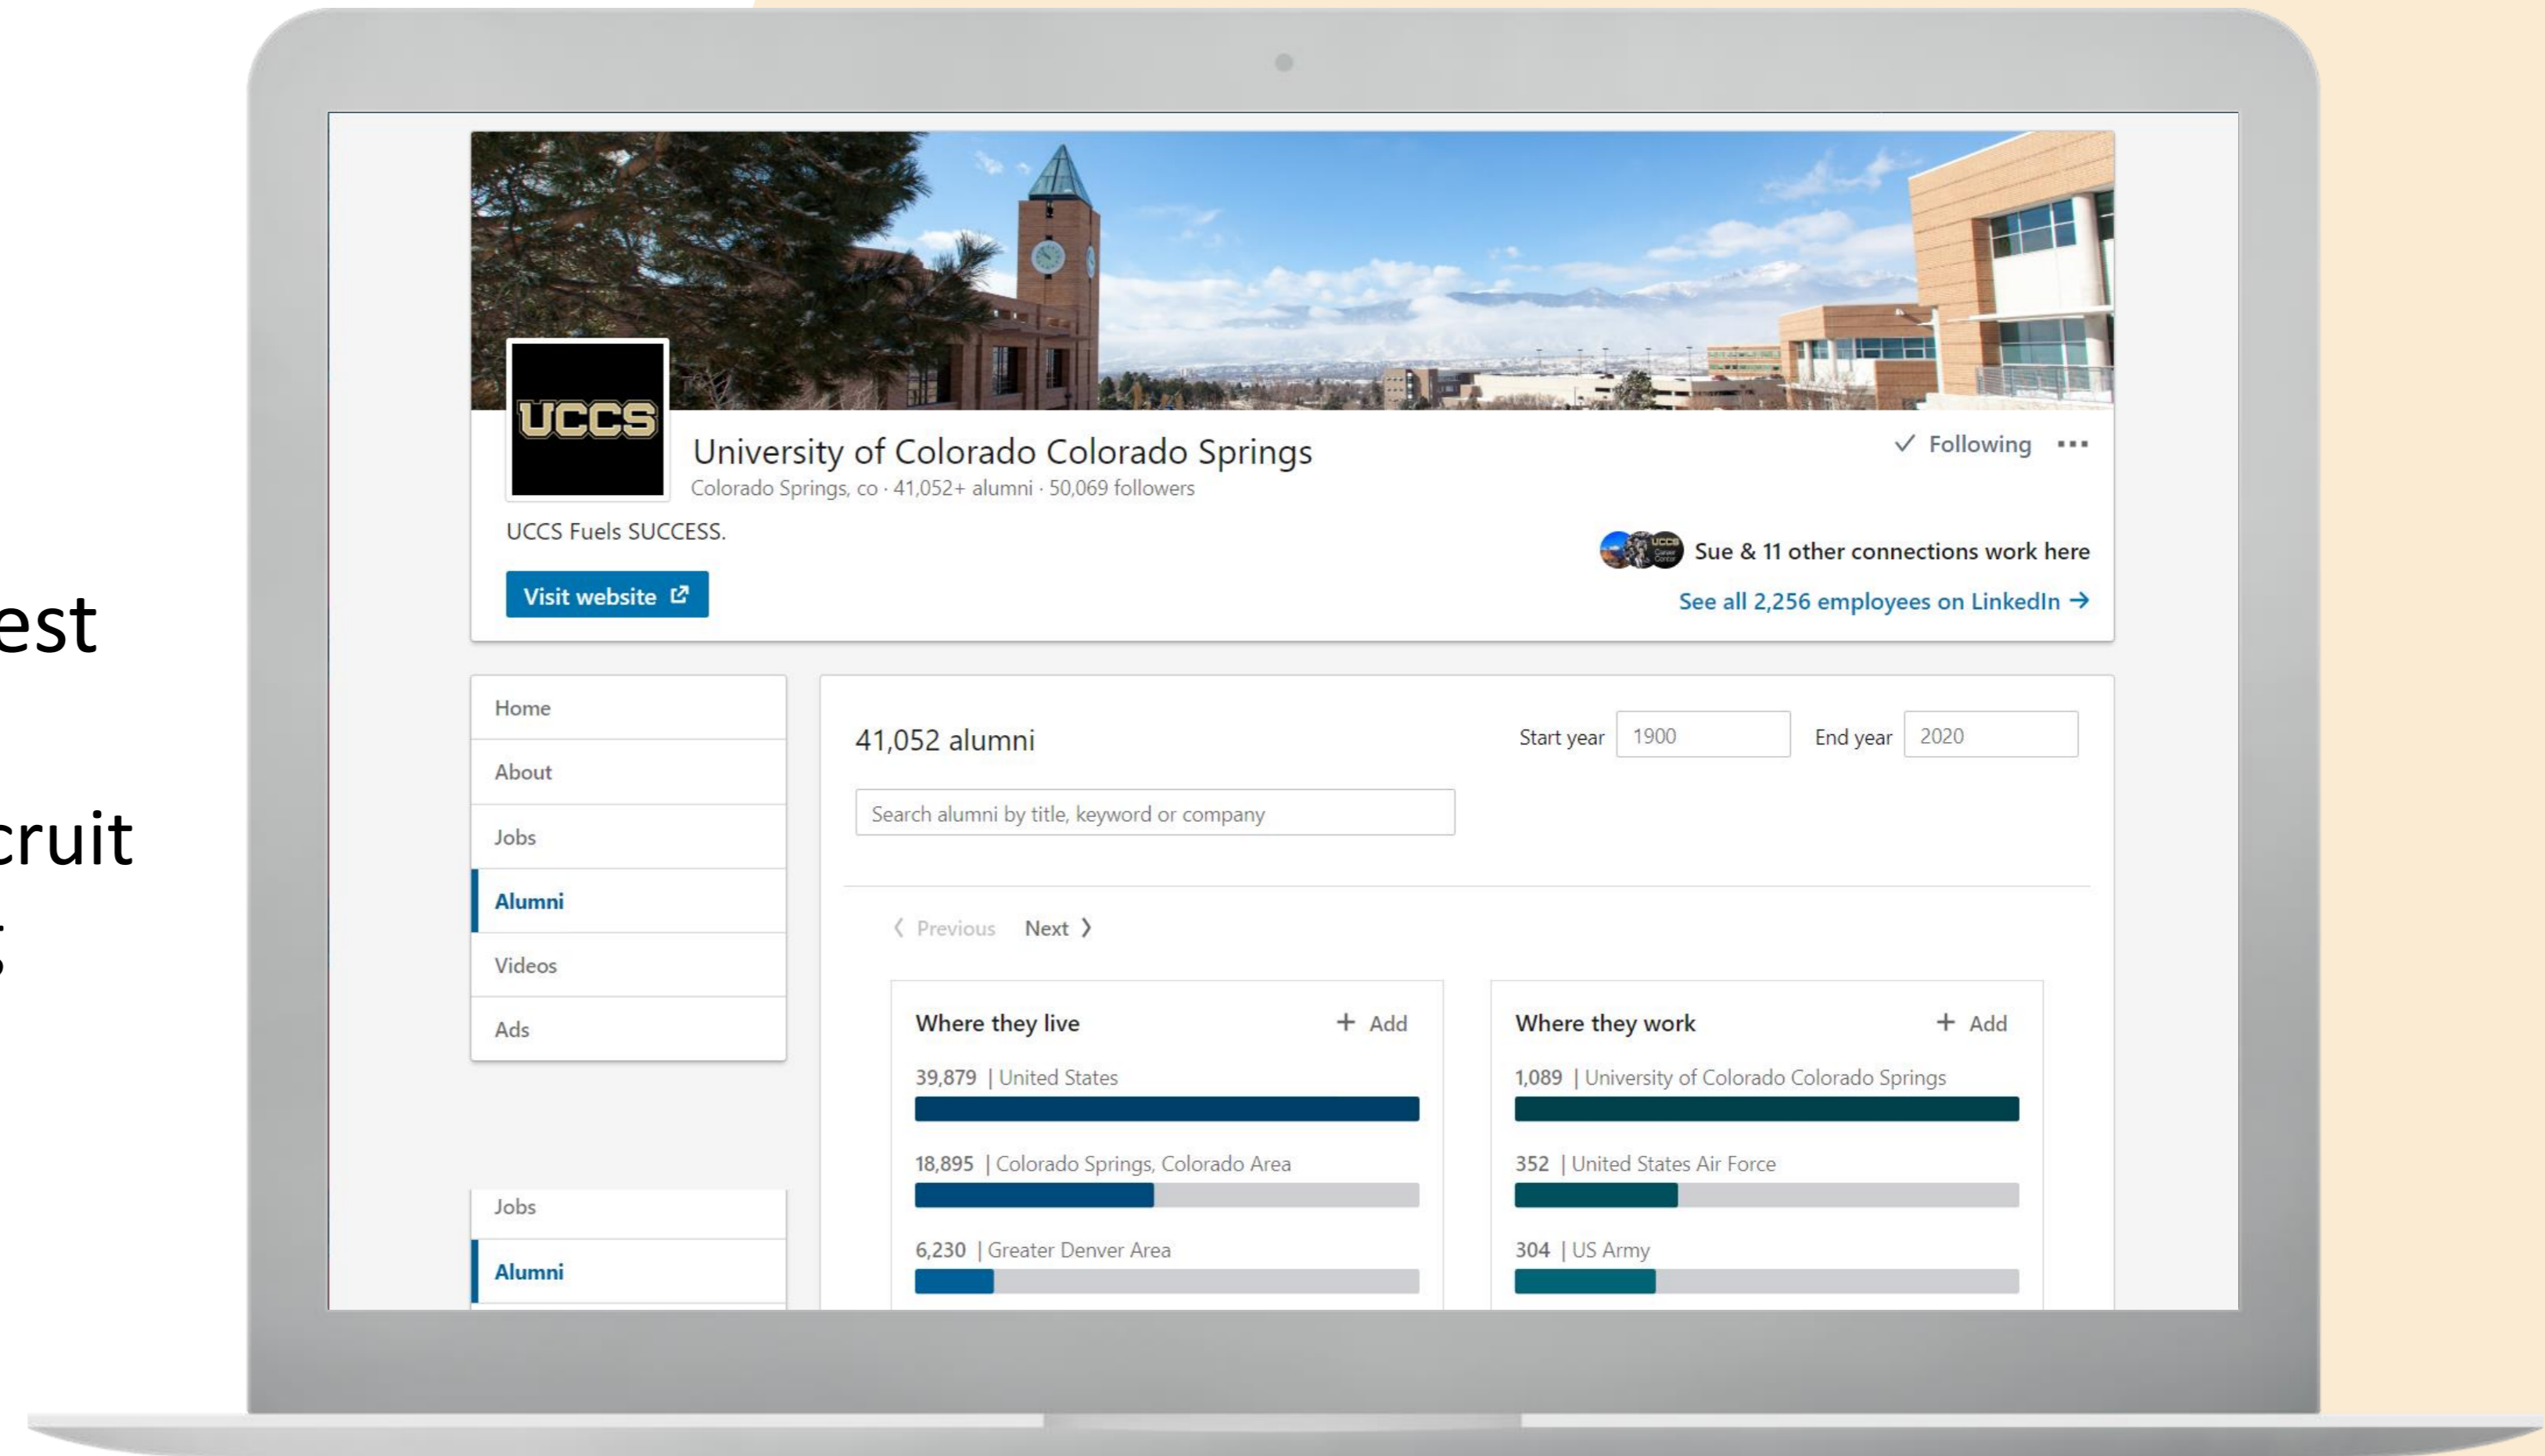 est
cruit
UCCS
University of Colorado Colorado Springs
Colorado Springs, co · 41,052+ alumni · 50,069 followers
✓ Following ···
UCCS Fuels SUCCESS.
Sue & 11 other connections work here
Visit website
See all 2,256 employees on LinkedIn →
Home
About
Jobs
Alumni
Videos
Ads
41,052 alumni
Start year 1900 End year 2020
Search alumni by title, keyword or company
Previous Next
Where they live + Add
39,879 | United States
18,895 | Colorado Springs, Colorado Area
6,230 | Greater Denver Area
Where they work + Add
1,089 | University of Colorado Colorado Springs
352 | United States Air Force
304 | US Army
Jobs
Alumni